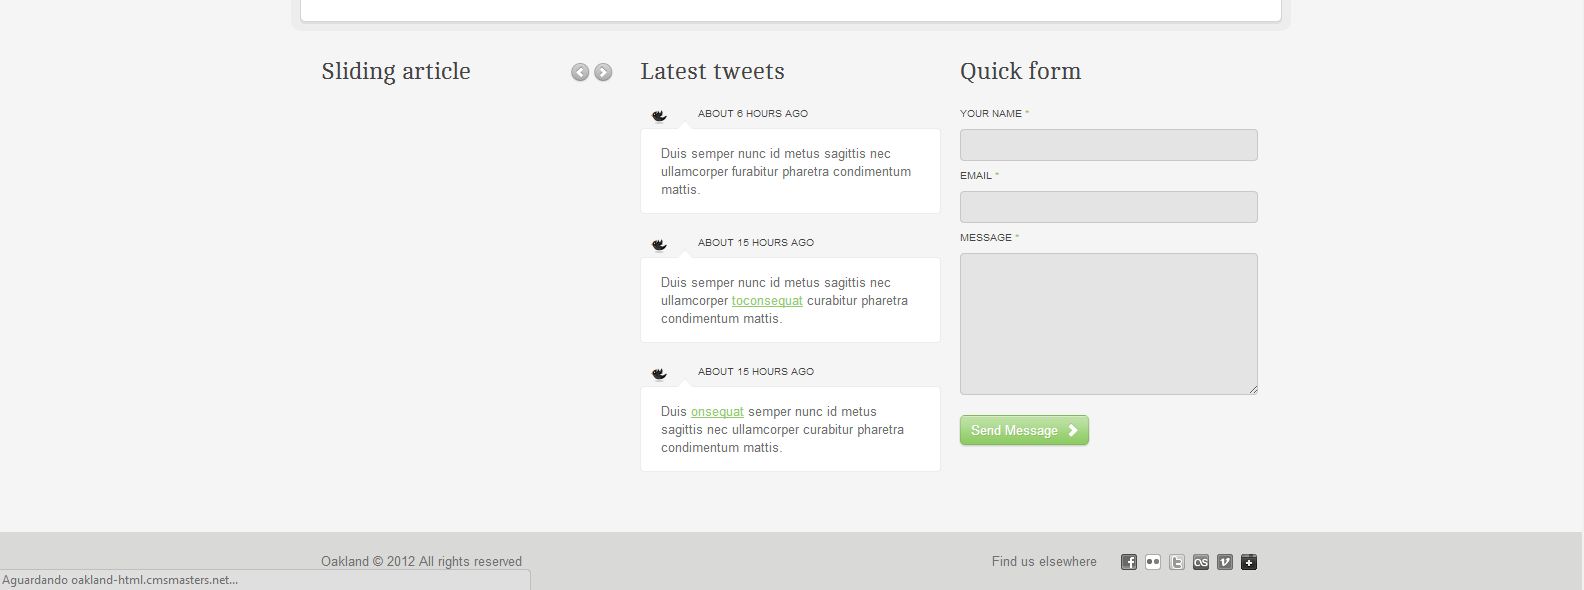 Sliding article
Latest tweets
ABOUT 6 HOURS AGO
Duis semper nunc id metus sagittis nec
ullamcorper furabitur pharetra condimentum
mattis.
ABOUT 15 HOURS AGO
Duis semper nunc id metus sagittis nec
ullamcorper toconsequat curabitur pharetra
condimentum mattis.
ABOUT 15 HOURS AGO
Duis onsequat semper nunc id metus
sagittis nec ullamcorper curabitur pharetra
condimentum mattis.
Quick form
YOUR NAME *
EMAIL *
MESSAGE *
Send Message
Oakland © 2012 All rights reserved
Find us elsewhere
Aguardando oakland-html.cmsmasters.net...